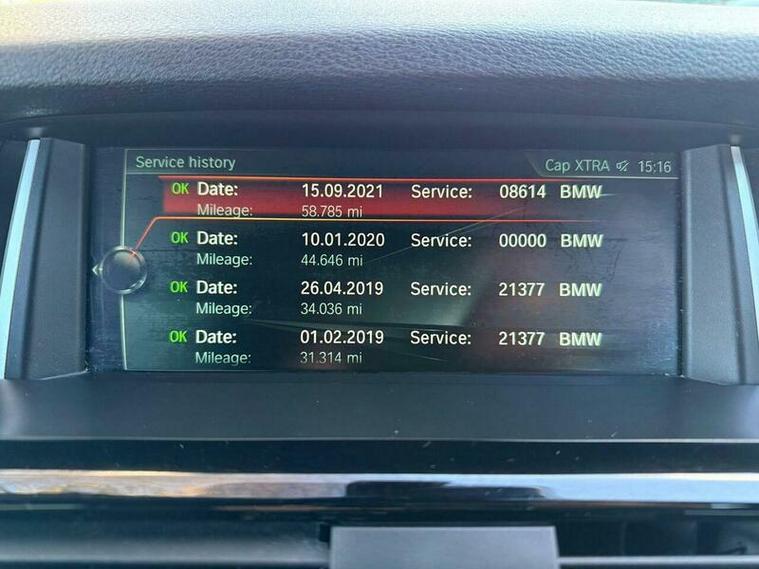 Service history Cap XTRA 15:16
OK Date: 15.09.2021 Service: 08614 BMW
Mileage: 58.785 mi
OK Date: 10.01.2020 Service: 00000 BMW
Mileage: 44.646 mi
OK Date: 26.04.2019 Service: 21377 BMW
Mileage: 34.036 mi
OK Date: 01.02.2019 Service: 21377 BMW
Mileage: 31.314 mi